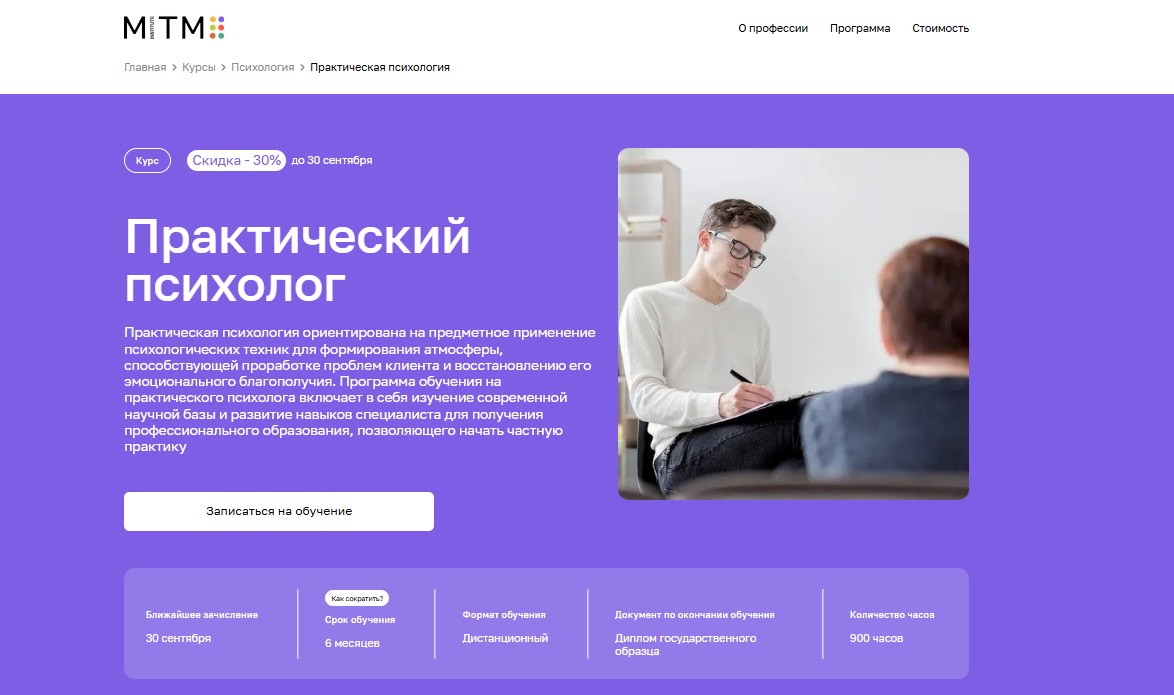 MITM
INSTITUTE
О профессии Программа Стоимость
Главная > Курсы > Психология > Практическая психология
Курс Скидка - 30% до 30 сентября
Практический
психолог
Практическая психология ориентирована на предметное применение
психологических техник для формирования атмосферы,
способствующей проработке проблем клиента и восстановлению его
эмоционального благополучия. Программа обучения на
практического психолога включает в себя изучение современной
научной базы и развитие навыков специалиста для получения
профессионального образования, позволяющего начать частную
практику
Записаться на обучение
Ближайшее зачисление
30 сентября
Как сократить?
Срок обучения
6 месяцев
Формат обучения
Дистанционный
Документ по окончании обучения
Диплом государственного
образца
Количество часов
900 часов